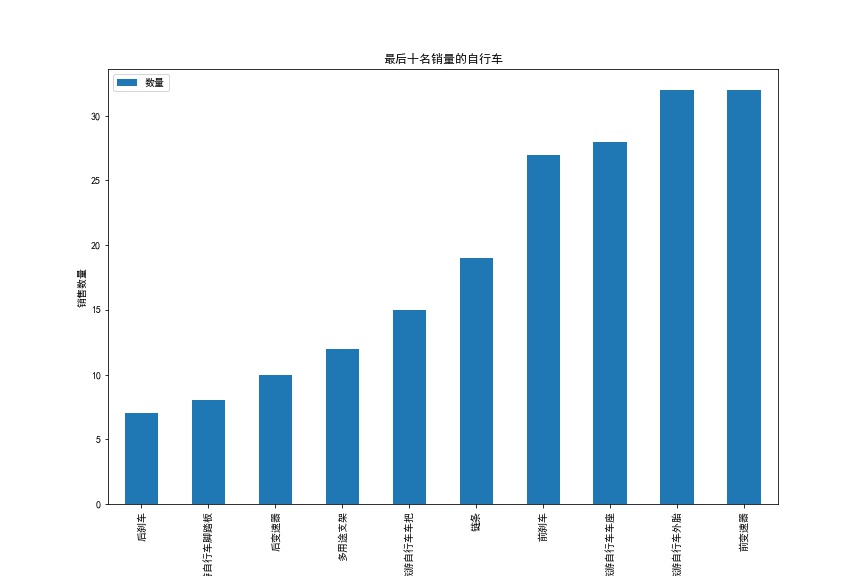 最后十名销量的自行车
数量
销售数量
30
25
20
15
10
5
0
后刹车
自行车脚踏板
后变速器
多用途支架
游自行车车把
链条
前刹车
游自行车车座
游自行车外胎
前变速器